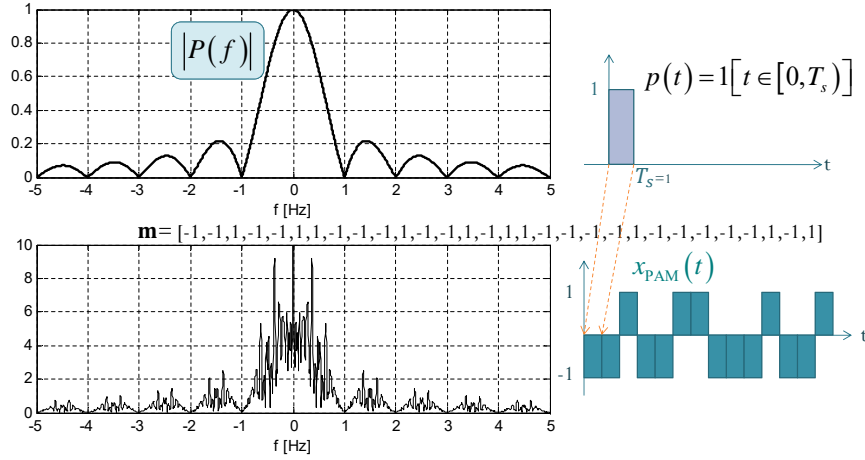 1
0.8
0.6
0.4
0.2
0
|P(f)|
-5 -4 -3 -2 -1 0 1 2 3 4 5
f [Hz]
p(t) = 1[t ∈ [0, T_s)]
1
t
T_s=1
m = [-1,-1,1,-1,-1,1,1,-1,-1,-1,1,-1,-1,1,-1,1,-1,1,1,-1,-1,-1,-1,1,-1,-1,-1,-1,-1,1,-1,1]
10
8
6
4
2
0
-5 -4 -3 -2 -1 0 1 2 3 4 5
f [Hz]
x_PAM(t)
1
t
-1